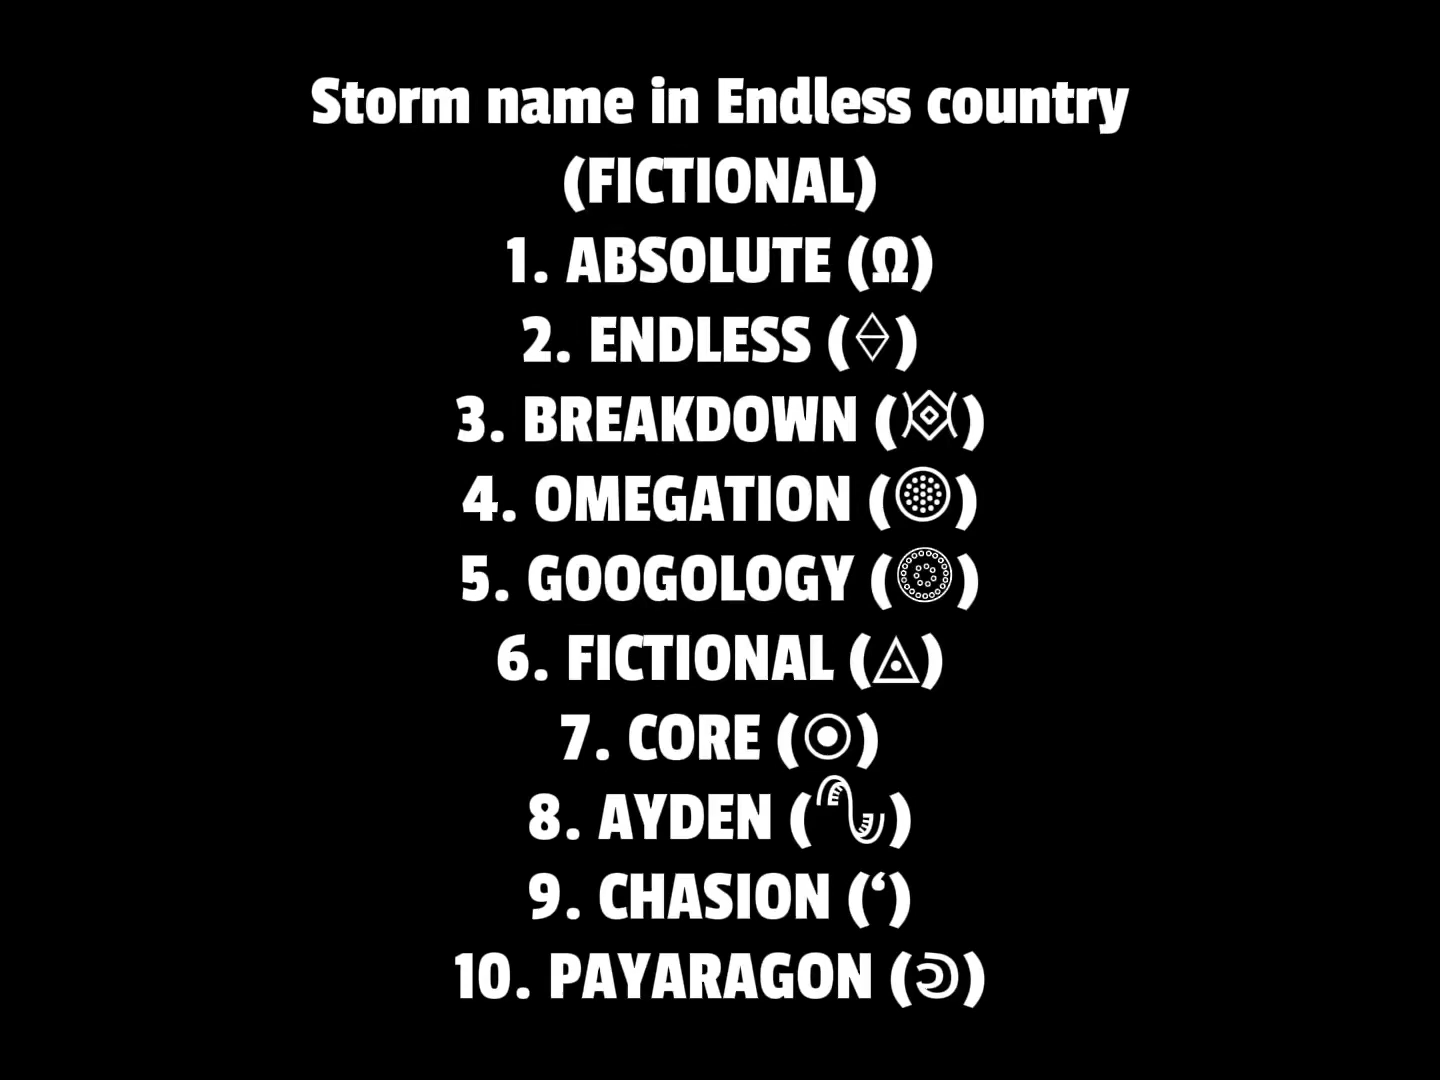 Storm name in Endless country
(FICTIONAL)
1. ABSOLUTE (Ω)
2. ENDLESS ()
3. BREAKDOWN ()
4. OMEGATION ()
5. GOOGOLOGY ()
6. FICTIONAL (◬)
7. CORE (☉)
8. AYDEN ()
9. CHASION (‘)
10. PAYARAGON ()